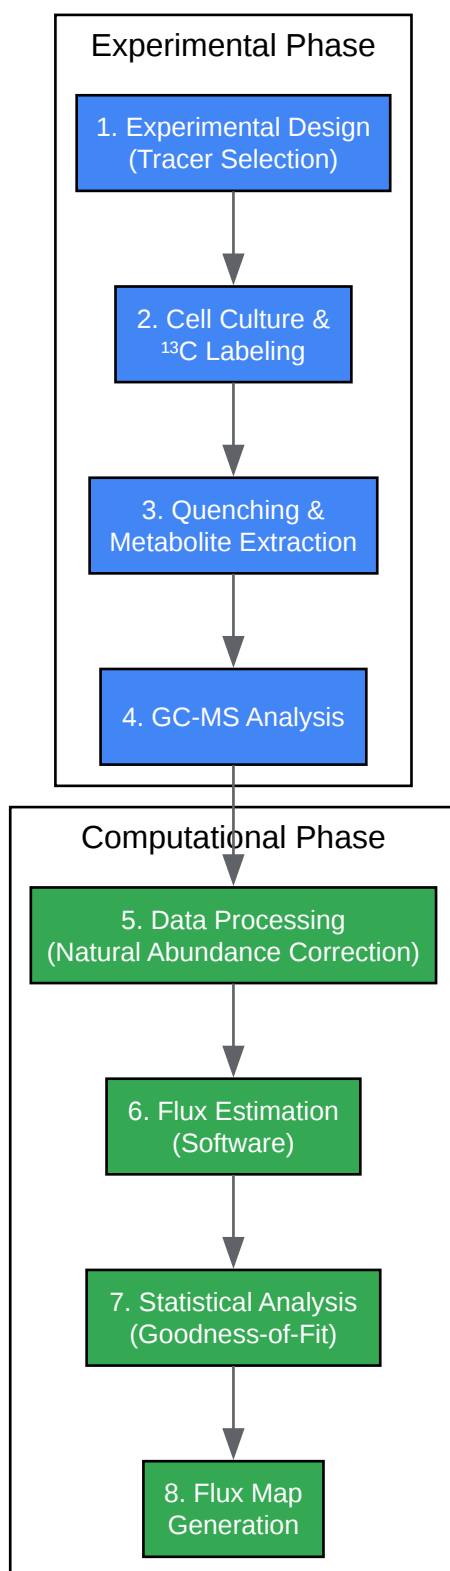 Experimental Phase
1. Experimental Design
(Tracer Selection)
2. Cell Culture &
¹³C Labeling
3. Quenching &
Metabolite Extraction
4. GC-MS Analysis
Computational Phase
5. Data Processing
(Natural Abundance Correction)
6. Flux Estimation
(Software)
7. Statistical Analysis
(Goodness-of-Fit)
8. Flux Map
Generation